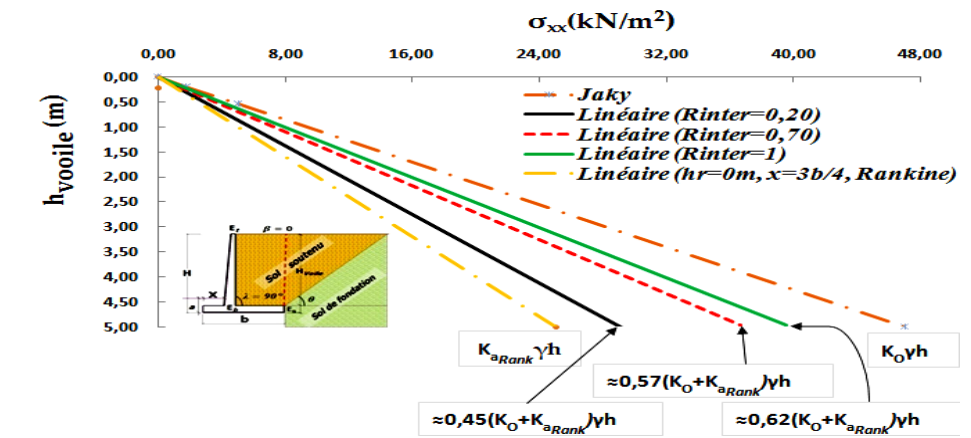 σxx(kN/m²)
0,00 8,00 16,00 24,00 32,00 40,00 48,00
hvoile (m)
0,00
0,50
1,00
1,50
2,00
2,50
3,00
3,50
4,00
4,50
5,00
Jaky
Linéaire (Rinter=0,20)
Linéaire (Rinter=0,70)
Linéaire (Rinter=1)
Linéaire (hr=0m, x=3b/4, Rankine)
β=0
H
Sol soutenu
X
λ = 90°
θ
Sol de fondation
a
b
KaRankγh
KOγh
≈0,57(KO+KaRank)γh
≈0,45(KO+KaRank)γh
≈0,62(KO+KaRank)γh